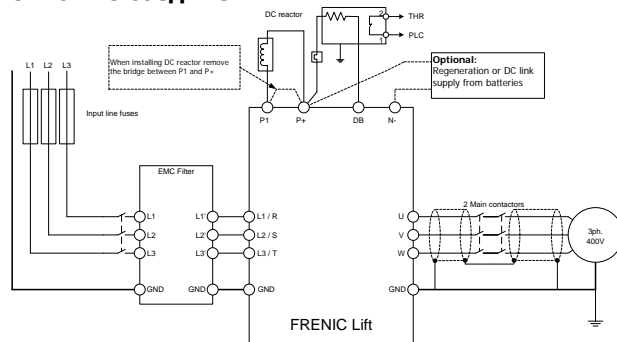 DC reactor
2
THR
PLC
1
When installing DC reactor remove
the bridge between P1 and P+
Optional:
Regeneration or DC link
supply from batteries
L1
L2
L3
Input line fuses
P1
P+
DB
N-
EMC Filter
2 Main contactors
L1
L1'
L1 / R
U
L2
L2'
L2 / S
V
L3
L3'
L3 / T
W
3ph.
400V
GND
GND
GND
GND
FRENIC Lift